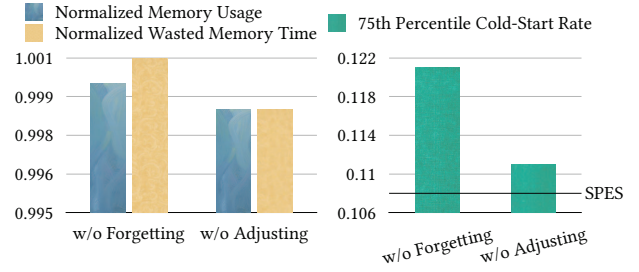 Normalized Memory Usage
Normalized Wasted Memory Time
1.001
0.999
0.998
0.996
0.995
w/o Forgetting
w/o Adjusting
75th Percentile Cold-Start Rate
0.122
0.118
0.114
0.11
0.106
SPES
w/o Forgetting
w/o Adjusting